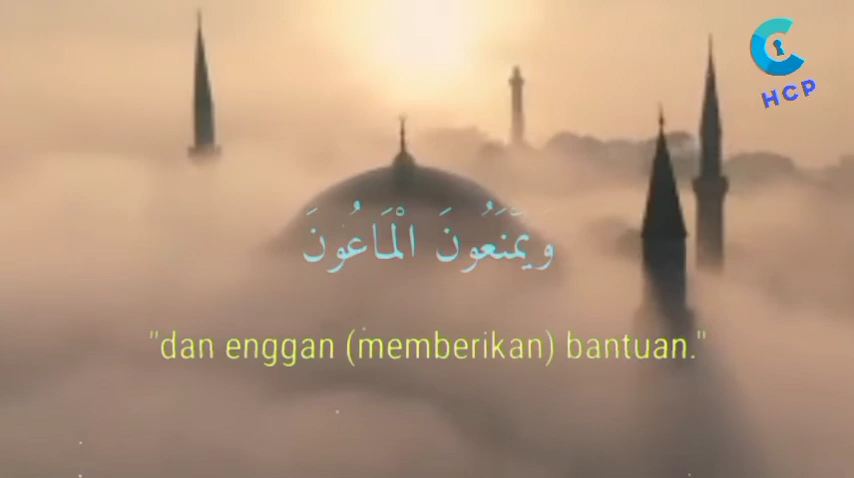 HCP
وَيَمْنَعُونَ الْمَاعُونَ
"dan enggan (memberikan) bantuan."